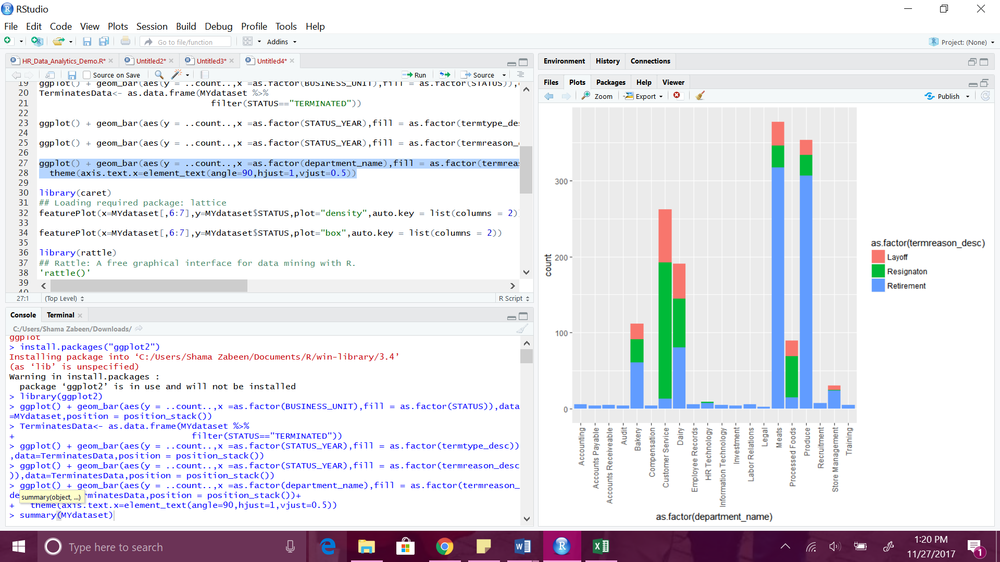 RStudio
File Edit Code View Plots Session Build Debug Profile Tools Help
Go to file/function Addins Project: (None)
HR_Data_Analytics_Demo.R* Untitled2* Untitled3* Untitled4*
Source on Save Run Source
19 ggplot() + geom_bar(aes(y = ..count..,x =as.factor(BUSINESS_UNIT),fill = as.factor(STATUS)),
20 TerminatesData<- as.data.frame(MYdataset %>%
21 filter(STATUS=="TERMINATED"))
22
23 ggplot() + geom_bar(aes(y = ..count..,x =as.factor(STATUS_YEAR),fill = as.factor(termtype_de
24
25 ggplot() + geom_bar(aes(y = ..count..,x =as.factor(STATUS_YEAR),fill = as.factor(termreason_
26
27 ggplot() + geom_bar(aes(y = ..count..,x =as.factor(department_name),fill = as.factor(termrea
28 theme(axis.text.x=element_text(angle=90,hjust=1,vjust=0.5))
29
30 library(caret)
31 ## Loading required package: lattice
32 featurePlot(x=MYdataset[,6:7],y=MYdataset$STATUS,plot="density",auto.key = list(columns = 2)
33
34 featurePlot(x=MYdataset[,6:7],y=MYdataset$STATUS,plot="box",auto.key = list(columns = 2))
35
36 library(rattle)
37 ## Rattle: A free graphical interface for data mining with R.
38 'rattle()'
39
40
27:1 (Top Level) R Script
Console Terminal
C:/Users/Shama Zabeen/Downloads/
ggplot
> install.packages("ggplot2")
Installing package into ‘C:/Users/Shama Zabeen/Documents/R/win-library/3.4’
(as ‘lib’ is unspecified)
Warning in install.packages :
package ‘ggplot2’ is in use and will not be installed
> library(ggplot2)
> ggplot() + geom_bar(aes(y = ..count..,x =as.factor(BUSINESS_UNIT),fill = as.factor(STATUS)),data
=MYdataset,position = position_stack())
> TerminatesData<- as.data.frame(MYdataset %>%
+ filter(STATUS=="TERMINATED"))
> ggplot() + geom_bar(aes(y = ..count..,x =as.factor(STATUS_YEAR),fill = as.factor(termtype_desc))
,data=TerminatesData,position = position_stack())
> ggplot() + geom_bar(aes(y = ..count..,x =as.factor(STATUS_YEAR),fill = as.factor(termreason_desc
)),data=TerminatesData,position = position_stack())
> ggplot() + geom_bar(aes(y = ..count..,x =as.factor(department_name),fill = as.factor(termreason_
de summary(object, ...) rminatesData,position = position_stack())+
+ theme(axis.text.x=element_text(angle=90,hjust=1,vjust=0.5))
> summary(MYdataset)
Environment History Connections
Files Plots Packages Help Viewer
Zoom Export Publish
count
300
200
100
0
Accounting
Accounts Payable
Accounts Receiveable
Audit
Bakery
Compensation
Customer Service
Dairy
Employee Records
HR Technology
Information Technology
Investment
Labor Relations
Legal
Meats
Processed Foods
Produce
Recruitment
Store Management
Training
as.factor(department_name)
as.factor(termreason_desc)
Layoff
Resignaton
Retirement
Type here to search
1:20 PM
11/27/2017
1